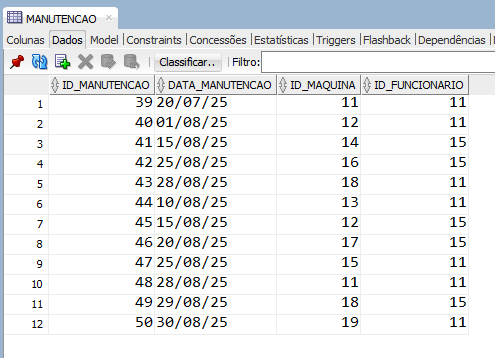 MANUTENCAO
Colunas Dados Model Constraints Concessões Estatísticas Triggers Flashback Dependências
Classificar.. Filtro:
ID_MANUTENCAO DATA_MANUTENCAO ID_MAQUINA ID_FUNCIONARIO
1 39 20/07/25 11 11
2 40 01/08/25 12 11
3 41 15/08/25 14 15
4 42 25/08/25 16 15
5 43 28/08/25 18 11
6 44 10/08/25 13 11
7 45 15/08/25 12 15
8 46 20/08/25 17 15
9 47 25/08/25 15 11
10 48 28/08/25 11 11
11 49 29/08/25 18 15
12 50 30/08/25 19 11